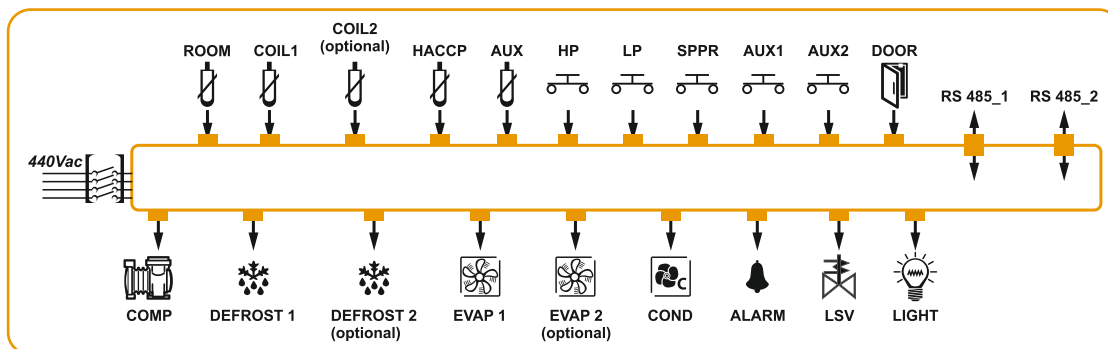 ROOM
COIL1
COIL2
(optional)
HACCP
AUX
HP
LP
SPPR
AUX1
AUX2
DOOR
RS 485_1
RS 485_2
440Vac
COMP
DEFROST 1
DEFROST 2
(optional)
EVAP 1
EVAP 2
(optional)
C
COND
ALARM
LSV
LIGHT